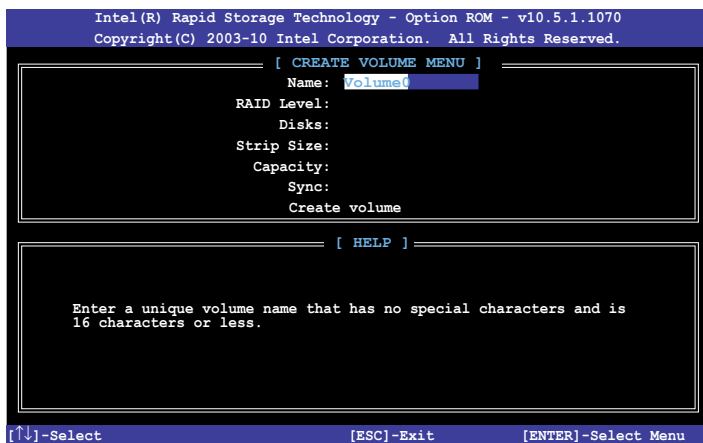 Intel(R) Rapid Storage Technology - Option ROM - v10.5.1.1070
Copyright(C) 2003-10 Intel Corporation. All Rights Reserved.
[ CREATE VOLUME MENU ]
Name: Volume0
RAID Level:
Disks:
Strip Size:
Capacity:
Sync:
Create volume
[ HELP ]
Enter a unique volume name that has no special characters and is
16 characters or less.
[↑↓]-Select [ESC]-Exit [ENTER]-Select Menu